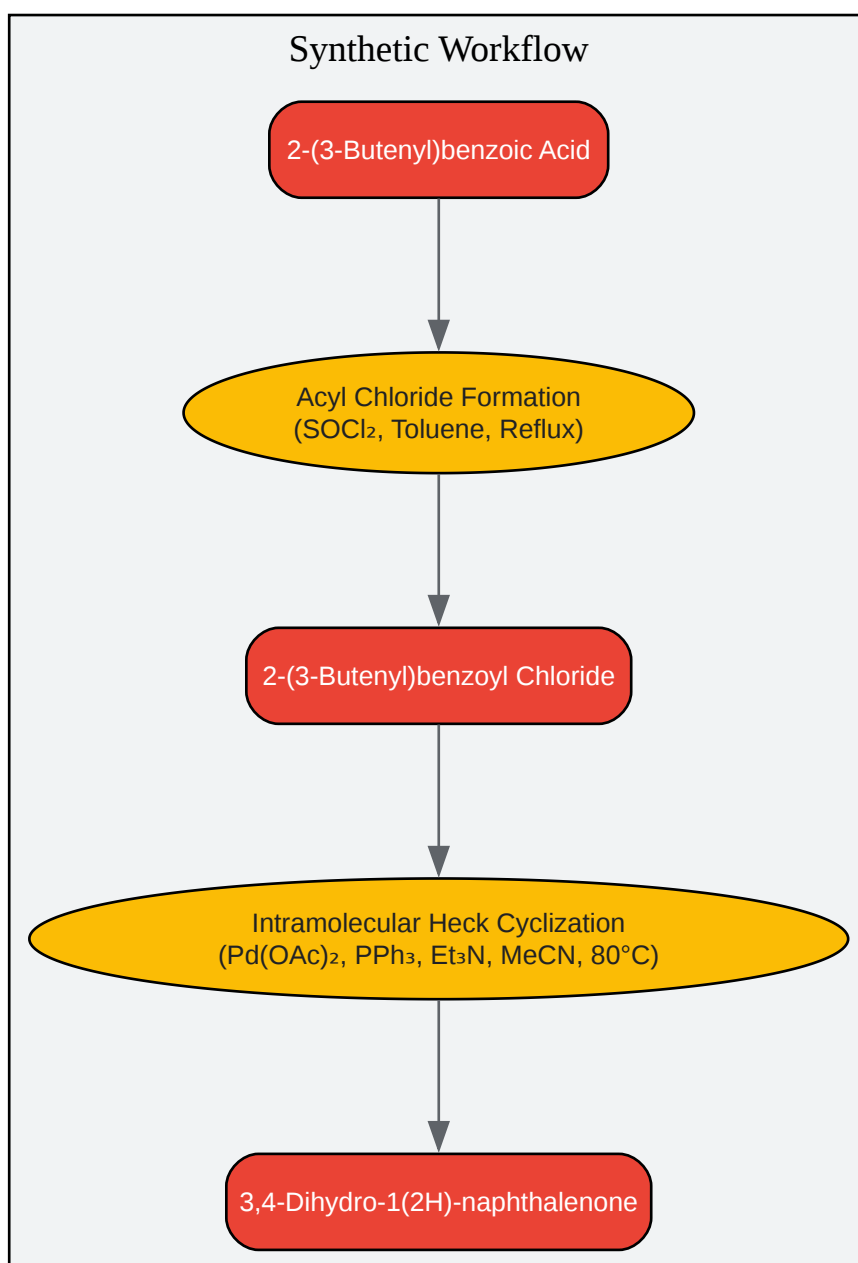 Synthetic Workflow
2-(3-Butenyl)benzoic Acid
Acyl Chloride Formation
(SOCl₂, Toluene, Reflux)
2-(3-Butenyl)benzoyl Chloride
Intramolecular Heck Cyclization
(Pd(OAc)₂, PPh₃, Et₃N, MeCN, 80°C)
3,4-Dihydro-1(2H)-naphthalenone